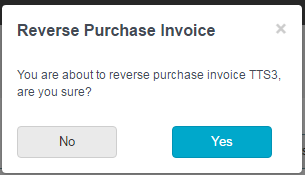 Reverse Purchase Invoice ×
You are about to reverse purchase invoice TTS3,
are you sure?
No Yes